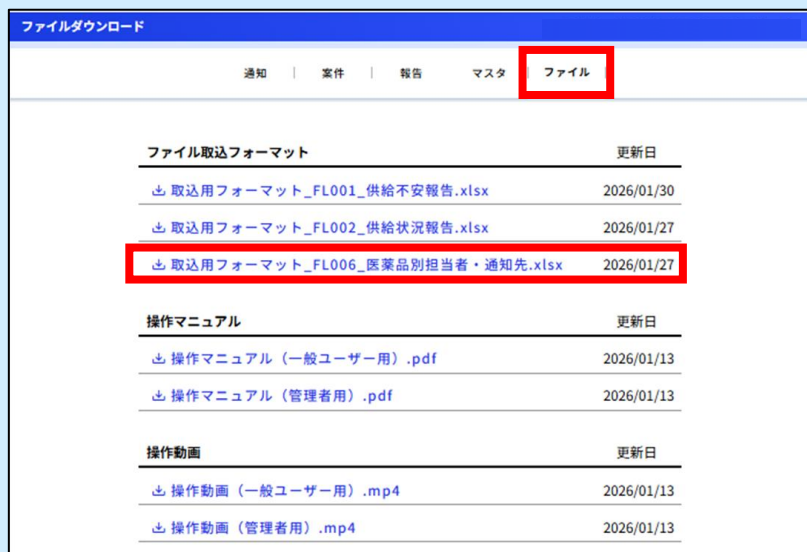 ファイルダウンロード
通知 | 案件 | 報告 マスタ | ファイル |
ファイル取込フォーマット 更新日
取込用フォーマット_FL001_供給不安報告.xlsx 2026/01/30
取込用フォーマット_FL002_供給状況報告.xlsx 2026/01/27
取込用フォーマット_FL006_医薬品別担当者・通知先.xlsx 2026/01/27
操作マニュアル 更新日
操作マニュアル（一般ユーザー用）.pdf 2026/01/13
操作マニュアル（管理者用）.pdf 2026/01/13
操作動画 更新日
操作動画（一般ユーザー用）.mp4 2026/01/13
操作動画（管理者用）.mp4 2026/01/13